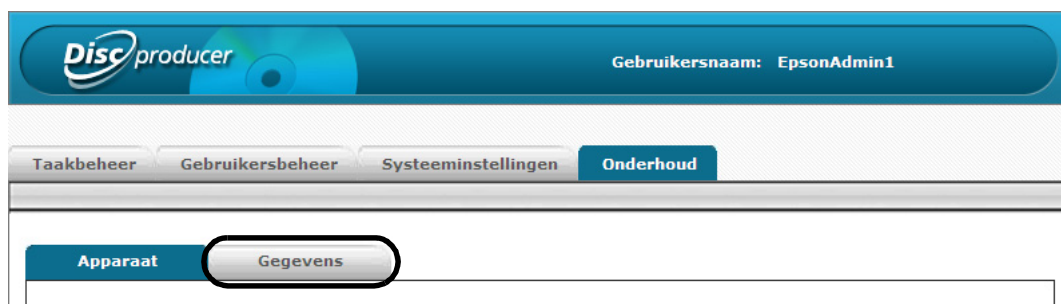 Disc producer
Gebruikersnaam: EpsonAdmin1
Taakbeheer Gebruikersbeheer Systeeminstellingen Onderhoud
Apparaat Gegevens